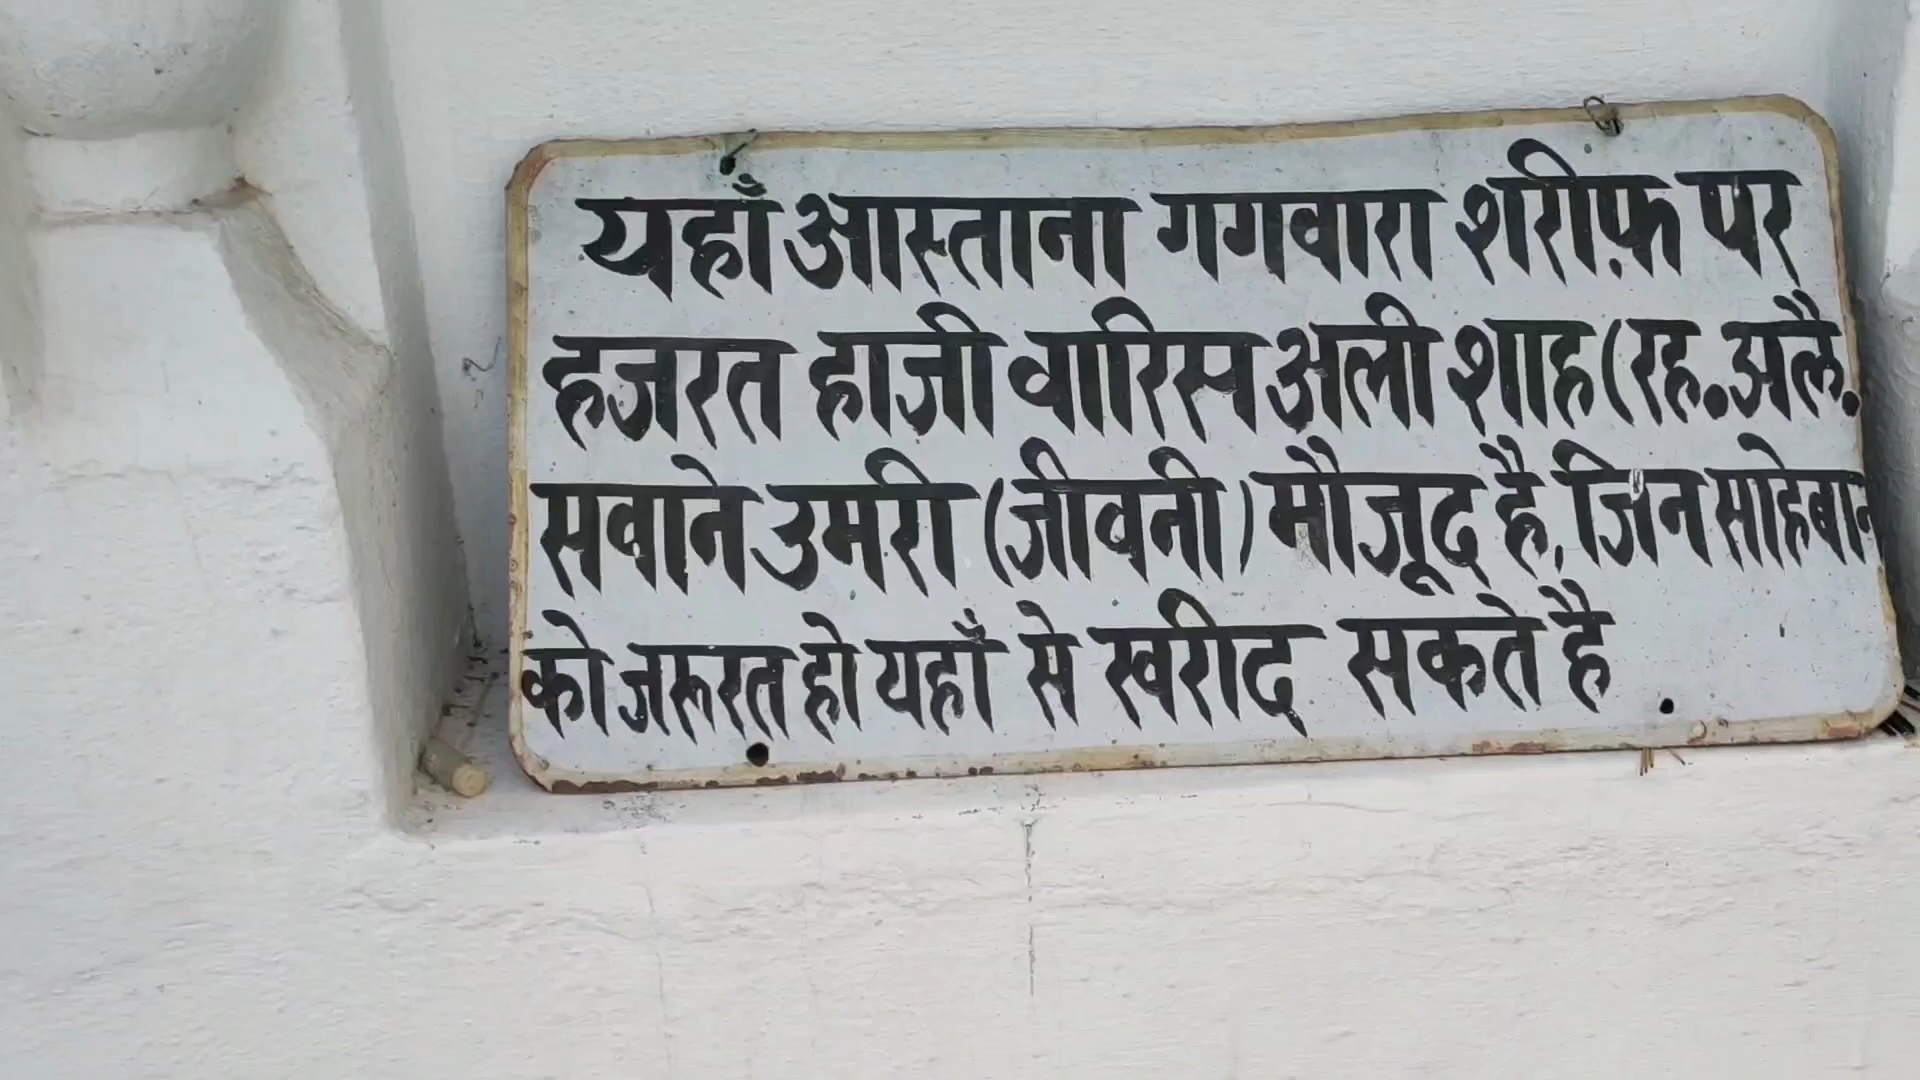 यहाँ आस्ताना गगवारा शरीफ़ पर
हजरत हाजी वारिस अली शाह (रह.अलै.
सवाने उमरी (जीवनी) मौजूद है, जिन साहेबान
को जरूरत हो यहाँ से खरीद सकते है .